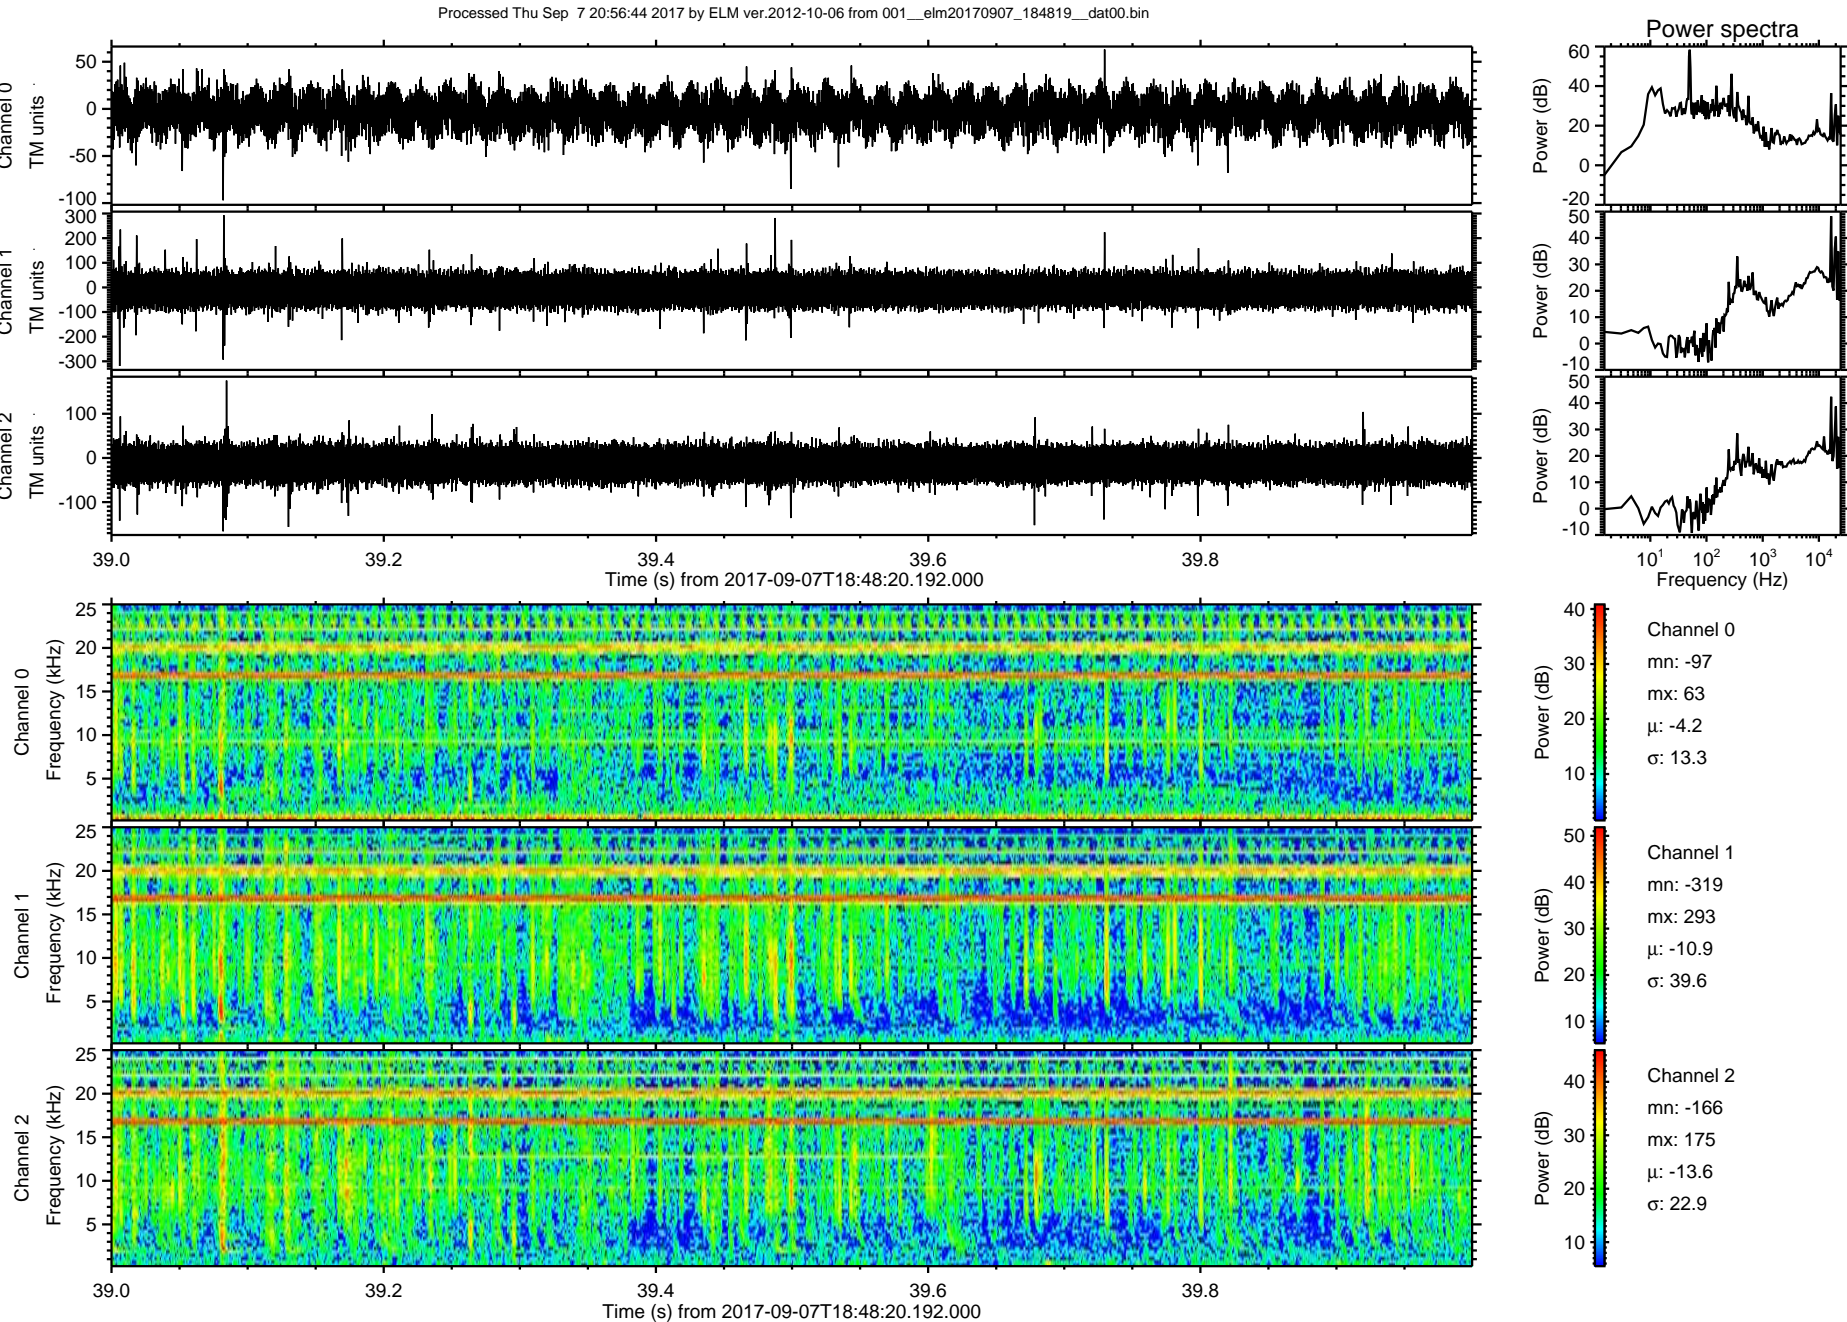 Processed Thu Sep  7 20:56:44 2017 by ELM ver.2012-10-06 from 001__elm20170907_184819__dat00.bin
Power spectra
Channel 0
TM units
50
0
-50
-100
Power (dB)
60
40
20
0
-20
Channel 1
TM units
300
200
100
0
-100
-200
-300
Power (dB)
50
40
30
20
10
0
-10
Channel 2
TM units
100
0
-100
Power (dB)
50
40
30
20
10
0
-10
39.0 39.2 39.4 39.6 39.8
Time (s) from 2017-09-07T18:48:20.192.000
10¹ 10² 10³ 10⁴
Frequency (Hz)
Channel 0
Frequency (kHz)
25
20
15
10
5
Power (dB)
40
30
20
10
Channel 0
mn: -97
mx: 63
μ: -4.2
σ: 13.3
Channel 1
Frequency (kHz)
25
20
15
10
5
Power (dB)
50
40
30
20
10
Channel 1
mn: -319
mx: 293
μ: -10.9
σ: 39.6
Channel 2
Frequency (kHz)
25
20
15
10
5
Power (dB)
40
30
20
10
Channel 2
mn: -166
mx: 175
μ: -13.6
σ: 22.9
39.0 39.2 39.4 39.6 39.8
Time (s) from 2017-09-07T18:48:20.192.000